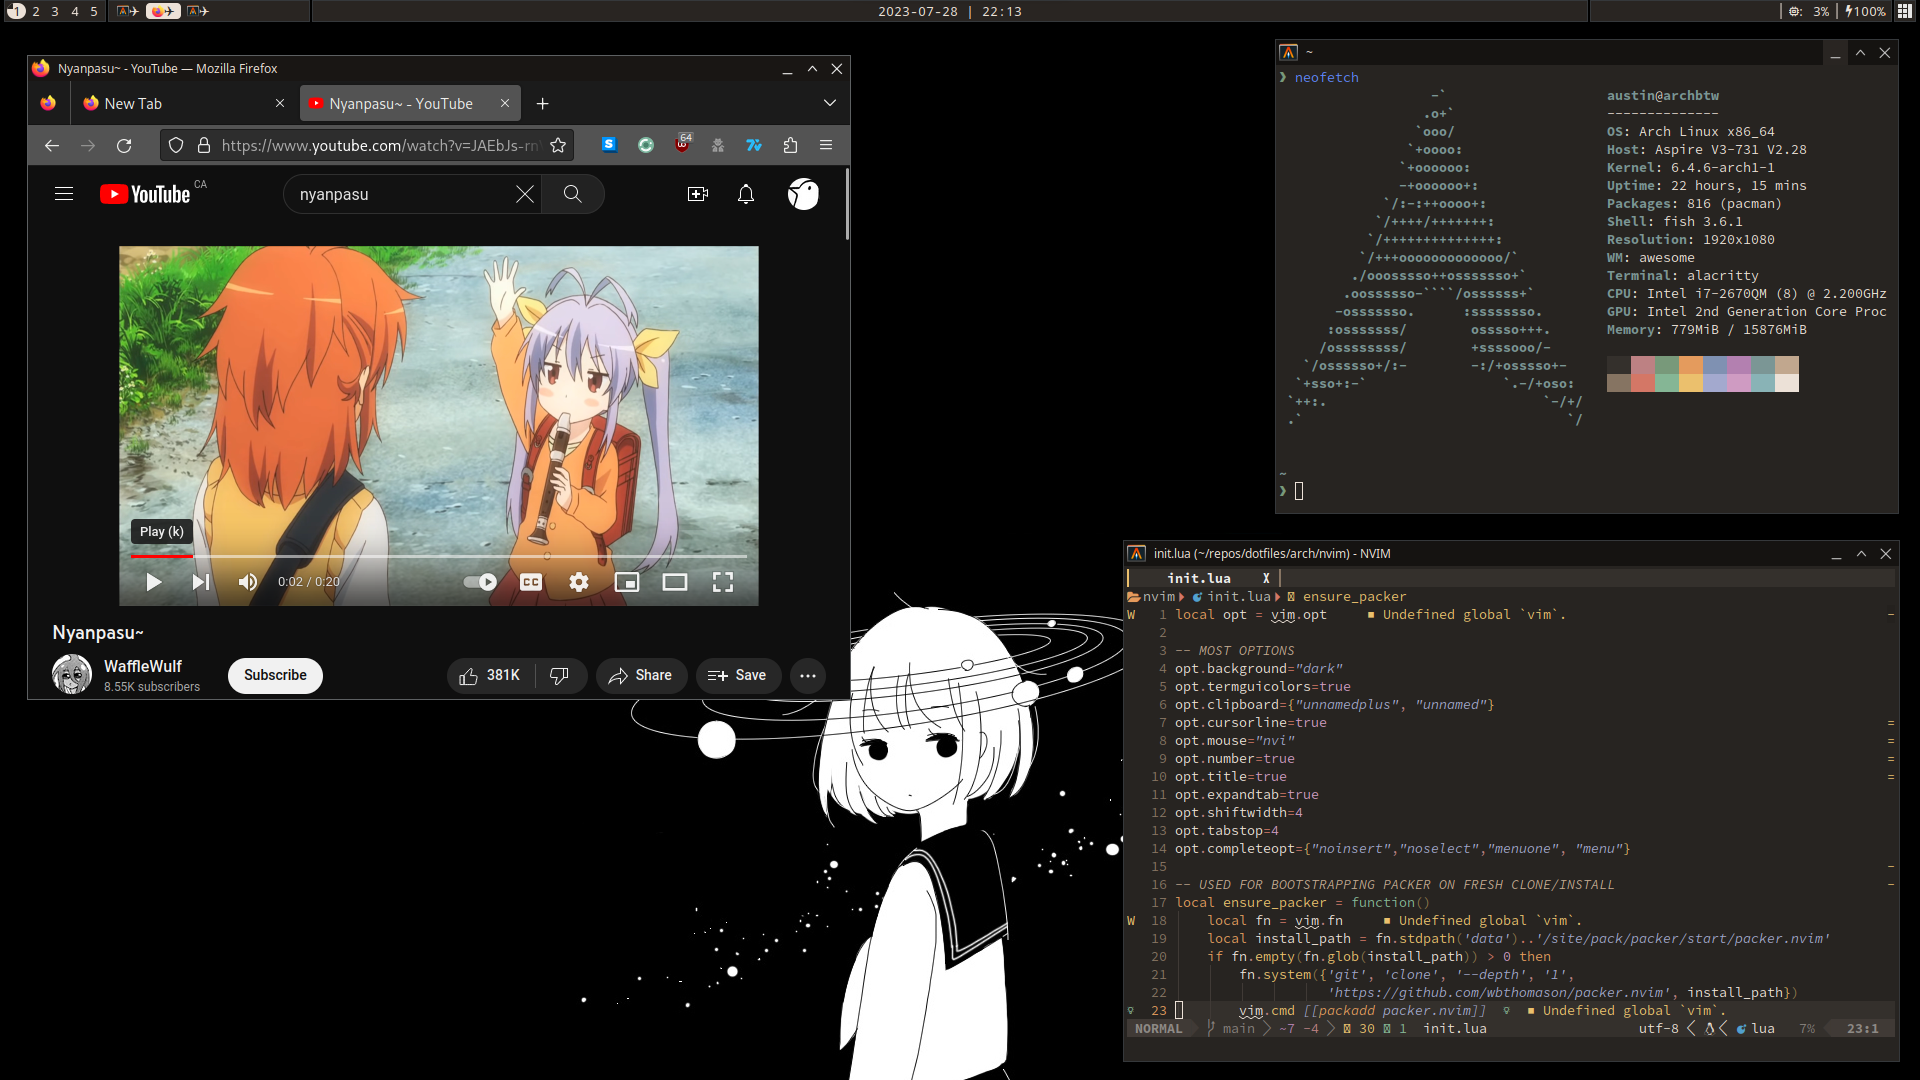 1 2 3 4 5
2023-07-28 | 22:13
3% 100%
Nyanpasu~ - YouTube — Mozilla Firefox
New Tab
Nyanpasu~ - YouTube
https://www.youtube.com/watch?v=JAEbJs-rn
64
YouTube CA
nyanpasu
Play (k)
0:02 / 0:20
CC
Nyanpasu~
WaffleWulf
8.55K subscribers
Subscribe
381K
Share
Save
~
❯ neofetch
austin@archbtw
--------------
OS: Arch Linux x86_64
Host: Aspire V3-731 V2.28
Kernel: 6.4.6-arch1-1
Uptime: 22 hours, 15 mins
Packages: 816 (pacman)
Shell: fish 3.6.1
Resolution: 1920x1080
WM: awesome
Terminal: alacritty
CPU: Intel i7-2670QM (8) @ 2.200GHz
GPU: Intel 2nd Generation Core Proc
Memory: 779MiB / 15876MiB
~
❯
init.lua (~/repos/dotfiles/arch/nvim) - NVIM
init.lua X
nvim init.lua ensure_packer
W 1 local opt = vim.opt ■ Undefined global `vim`.
2
3 -- MOST OPTIONS
4 opt.background="dark"
5 opt.termguicolors=true
6 opt.clipboard={"unnamedplus", "unnamed"}
7 opt.cursorline=true
8 opt.mouse="nvi"
9 opt.number=true
10 opt.title=true
11 opt.expandtab=true
12 opt.shiftwidth=4
13 opt.tabstop=4
14 opt.completeopt={"noinsert","noselect","menuone", "menu"}
15
16 -- USED FOR BOOTSTRAPPING PACKER ON FRESH CLONE/INSTALL
17 local ensure_packer = function()
W 18 local fn = vim.fn ■ Undefined global `vim`.
19 local install_path = fn.stdpath('data')..'/site/pack/packer/start/packer.nvim'
20 if fn.empty(fn.glob(install_path)) > 0 then
21 fn.system({'git', 'clone', '--depth', '1',
22 'https://github.com/wbthomason/packer.nvim', install_path})
23 vim.cmd [[packadd packer.nvim]] ■ Undefined global `vim`.
NORMAL main ~7 -4 30 1 init.lua utf-8 lua 7% 23:1